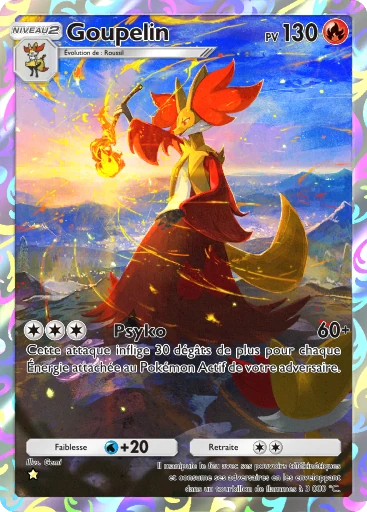 NIVEAU2 Goupelin PV 130
Évolution de : Roussil
Psyko 60+
Cette attaque inflige 30 dégâts de plus pour chaque
Énergie attachée au Pokémon Actif de votre adversaire.
Faiblesse +20 Retraite
Illus. Gemi
Il manipule le feu avec ses pouvoirs télékinétiques
et consume ses adversaires en les enveloppant
dans un tourbillon de flammes à 3 000 °C.